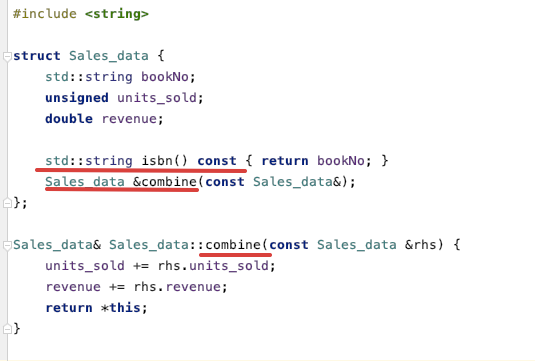 #include <string>
struct Sales_data {
    std::string bookNo;
    unsigned units_sold;
    double revenue;
    std::string isbn() const { return bookNo; }
    Sales_data &combine(const Sales_data&);
};
Sales_data& Sales_data::combine(const Sales_data &rhs) {
    units_sold += rhs.units_sold;
    revenue += rhs.revenue;
    return *this;
}